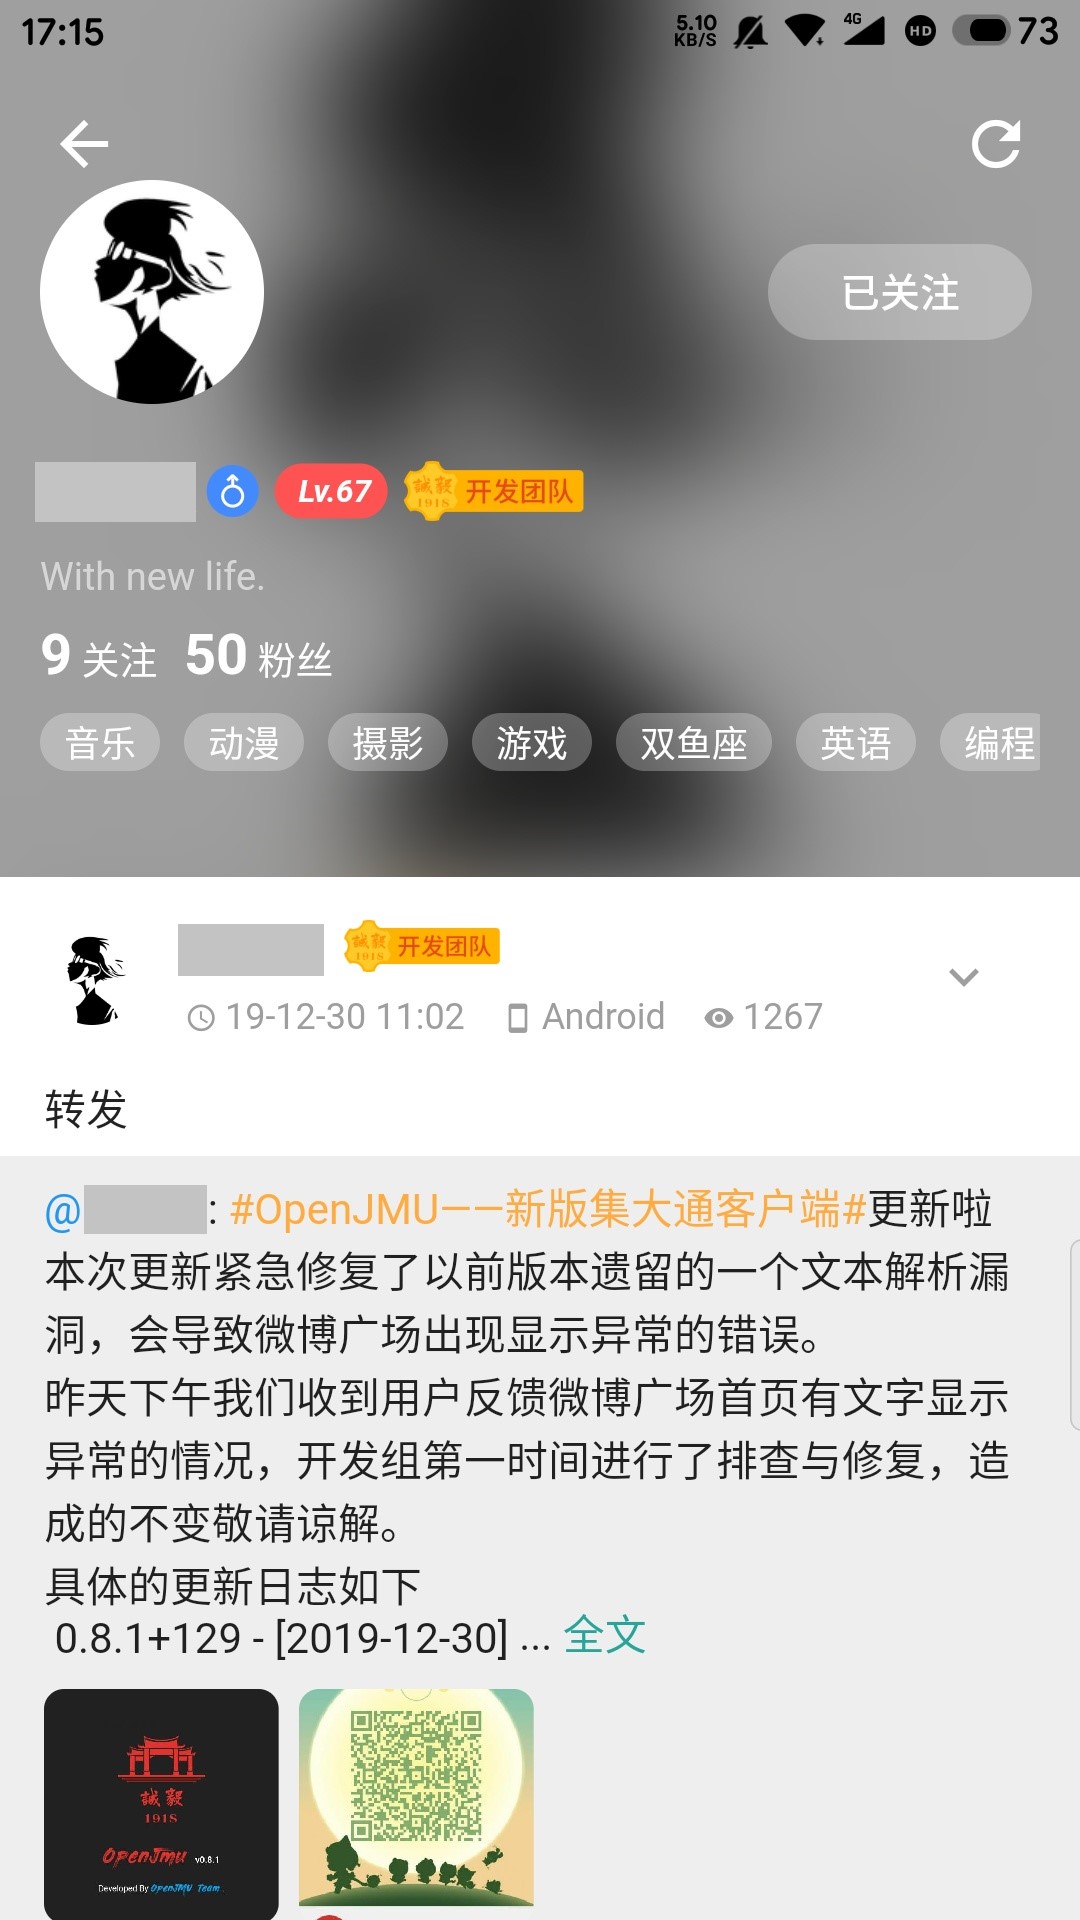 17:15
5.10
KB/S
4G
HD
73
已关注
Lv.67
誠毅
1918
开发团队
With new life.
9 关注 50 粉丝
音乐 动漫 摄影 游戏 双鱼座 英语 编程
誠毅
1918
开发团队
19-12-30 11:02 Android 1267
转发
@ : #OpenJMU——新版集大通客户端#更新啦
本次更新紧急修复了以前版本遗留的一个文本解析漏
洞，会导致微博广场出现显示异常的错误。
昨天下午我们收到用户反馈微博广场首页有文字显示
异常的情况，开发组第一时间进行了排查与修复，造
成的不变敬请谅解。
具体的更新日志如下
0.8.1+129 - [2019-12-30] ... 全文
誠毅
1918
OpenJmu v0.8.1
Developed By OpenJMU Team.